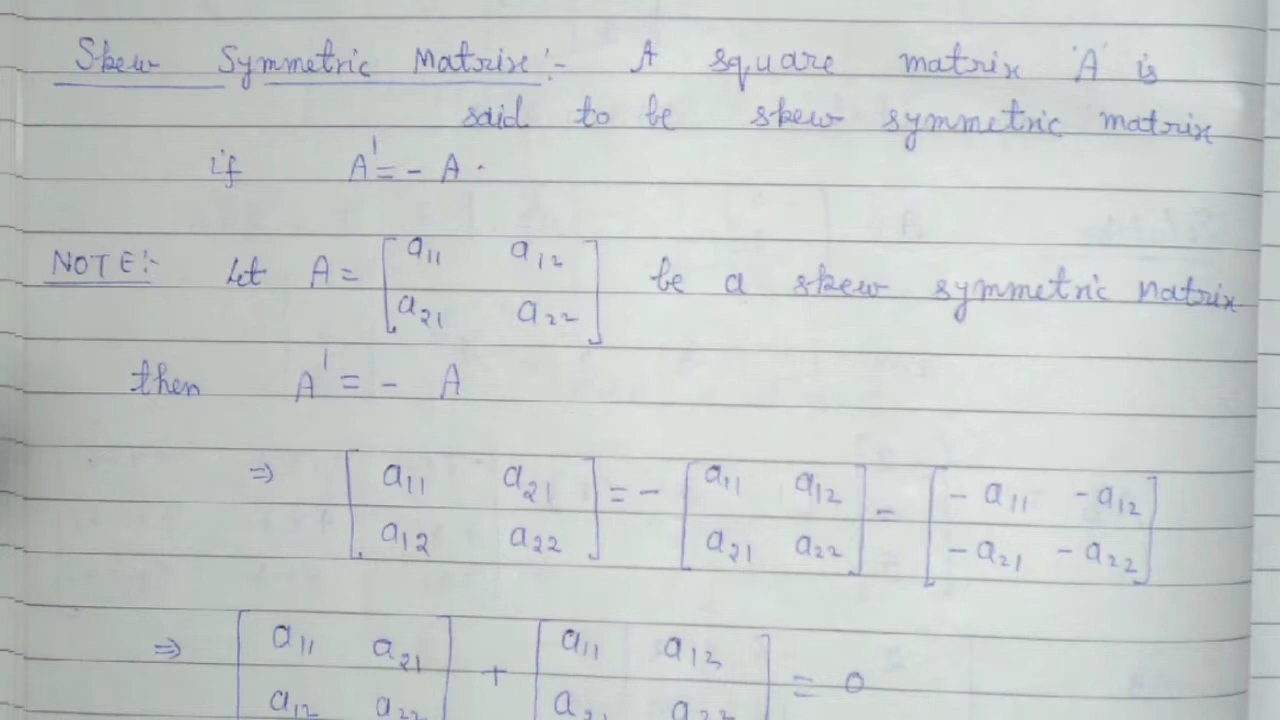 Skew Symmetric Matrix :- A square matrix 'A' is
said to be skew symmetric matrix
if A' = - A .
NOTE :- Let A = [ a11 a12 ; a21 a22 ] be a skew symmetric matrix
then A' = - A
⇒ [ a11 a21 ; a12 a22 ] = - [ a11 a12 ; a21 a22 ] = [ - a11 - a12 ; - a21 - a22 ]
⇒ [ a11 a21 ; a12 a22 ] + [ a11 a12 ; a21 a22 ] = 0